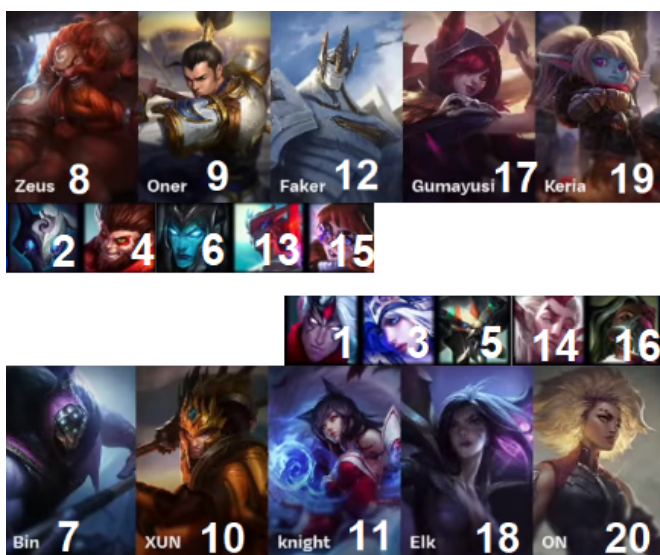 Zeus 8
Oner 9
Faker 12
Gumayusi 17
Keria 19
2 4 6 13 15
1 3 5 14 16
Bin 7
XUN 10
knight 11
Elk 18
ON 20